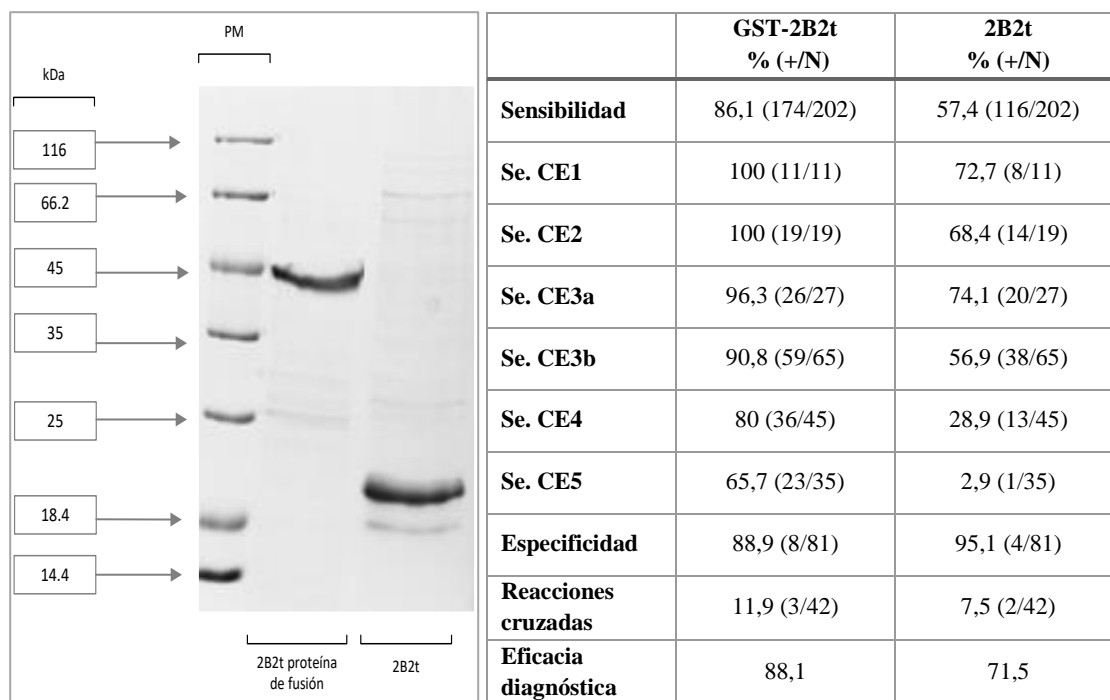 PM
kDa
116
66.2
45
35
25
18.4
14.4
2B2t proteína
de fusión
2B2t
GST-2B2t
% (+/N)
2B2t
% (+/N)
Sensibilidad 86,1 (174/202) 57,4 (116/202)
Se. CE1 100 (11/11) 72,7 (8/11)
Se. CE2 100 (19/19) 68,4 (14/19)
Se. CE3a 96,3 (26/27) 74,1 (20/27)
Se. CE3b 90,8 (59/65) 56,9 (38/65)
Se. CE4 80 (36/45) 28,9 (13/45)
Se. CE5 65,7 (23/35) 2,9 (1/35)
Especificidad 88,9 (8/81) 95,1 (4/81)
Reacciones
cruzadas 11,9 (3/42) 7,5 (2/42)
Eficacia
diagnóstica 88,1 71,5